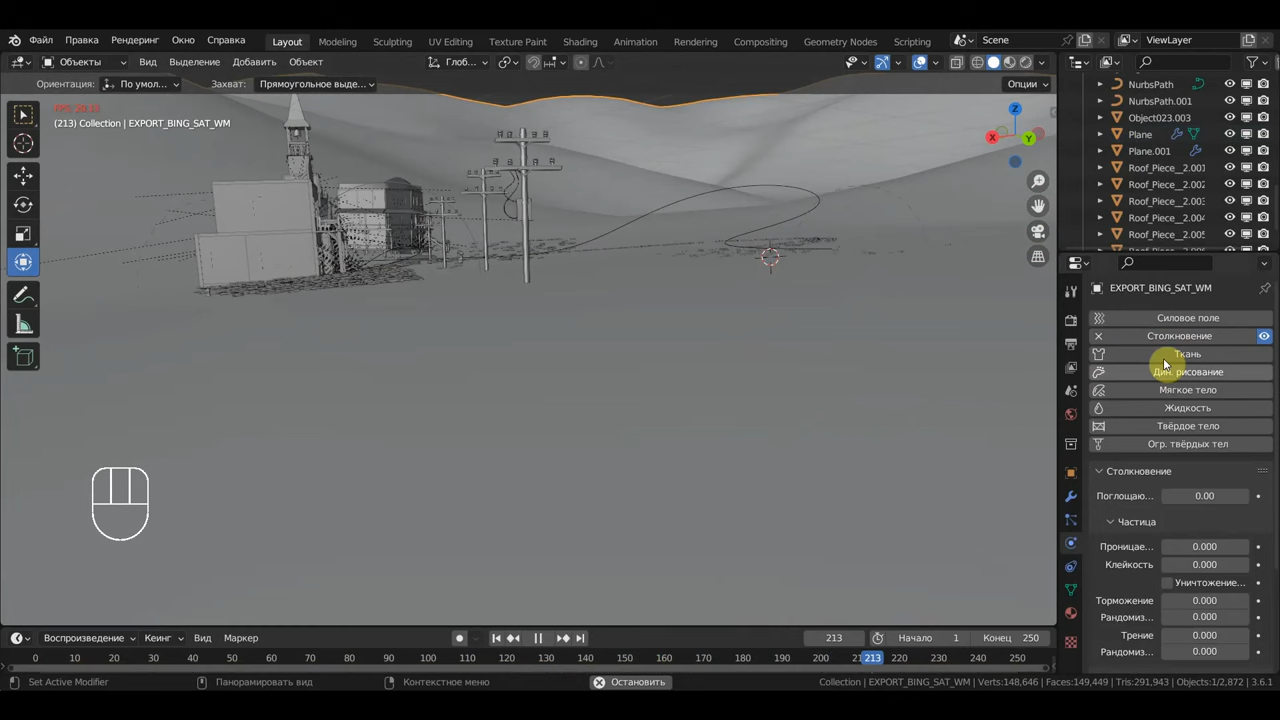 Файл Правка Рендеринг Окно Справка Layout Modeling Sculpting UV Editing Texture Paint Shading Animation Rendering Compositing Geometry Nodes Scripting Scene ViewLayer
Объекты Вид Выделение Добавить Объект Глоб...
Ориентация: По умол... Захват: Прямоугольное выде... Опции
(213) Collection | EXPORT_BING_SAT_WM
Z
X
Y
NurbsPath
NurbsPath.001
Object023.003
Plane
Plane.001
Roof_Piece__2.001
Roof_Piece__2.002
Roof_Piece__2.003
Roof_Piece__2.004
Roof_Piece__2.005
EXPORT_BING_SAT_WM
Силовое поле
Столкновение
Ткань
Дин. рисование
Мягкое тело
Жидкость
Твёрдое тело
Огр. твёрдых тел
Столкновение
Поглощаю... 0.00
Частица
Проницае... 0.000
Клейкость 0.000
Уничтожение...
Торможение 0.000
Рандомиз... 0.000
Трение 0.000
Рандомиз... 0.000
Воспроизведение Кеинг Вид Маркер 213 Начало 1 Конец 250
0 10 20 30 40 50 60 70 80 90 100 110 120 130 140 150 160 170 180 190 200 213 220 230 240 250
Set Active Modifier Панорамировать вид Контекстное меню Остановить Collection | EXPORT_BING_SAT_WM | Verts:148,646 | Faces:149,449 | Tris:291,943 | Objects:1/2,872 | 3.6.1